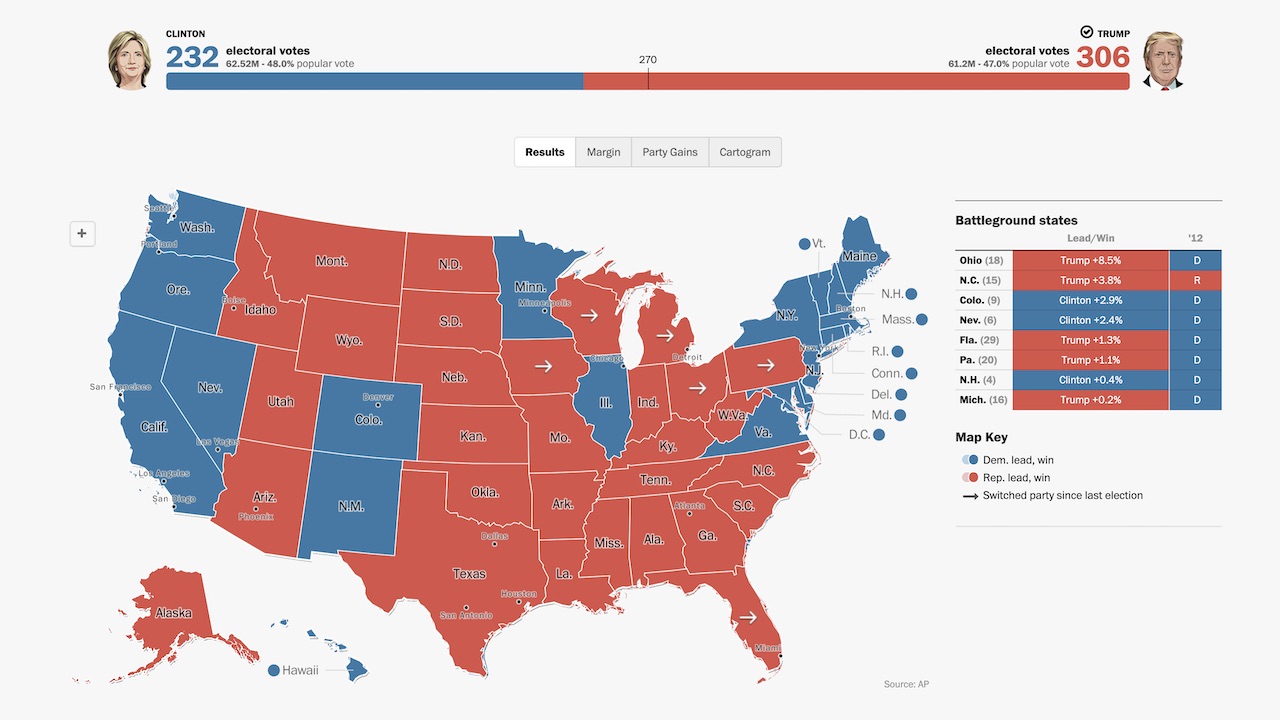 CLINTON
232
electoral votes
62.52M - 48.0% popular vote
270
TRUMP
electoral votes
306
61.2M - 47.0% popular vote
Results
Margin
Party Gains
Cartogram
+
Seattle
Wash.
Portland
Ore.
Boise
Idaho
Mont.
N.D.
Minn.
Minneapolis
S.D.
Wyo.
Neb.
San Francisco
Nev.
Utah
Denver
Colo.
Calif.
Las Vegas
Kan.
Mo.
Chicago
Ill.
Ind.
Detroit
W.Va.
Va.
Ky.
Los Angeles
San Diego
Ariz.
Phoenix
N.M.
Okla.
Ark.
Tenn.
N.C.
Atlanta
S.C.
Dallas
Miss.
Ala.
Ga.
Texas
La.
Houston
San Antonio
Miami
Alaska
Hawaii
Vt.
Maine
N.H.
N.Y.
Boston
Mass.
New York
R.I.
Conn.
N.J.
Del.
Md.
D.C.
Source: AP
Battleground states
Lead/Win '12
Ohio (18) Trump +8.5% D
N.C. (15) Trump +3.8% R
Colo. (9) Clinton +2.9% D
Nev. (6) Clinton +2.4% D
Fla. (29) Trump +1.3% D
Pa. (20) Trump +1.1% D
N.H. (4) Clinton +0.4% D
Mich. (16) Trump +0.2% D
Map Key
Dem. lead, win
Rep. lead, win
Switched party since last election